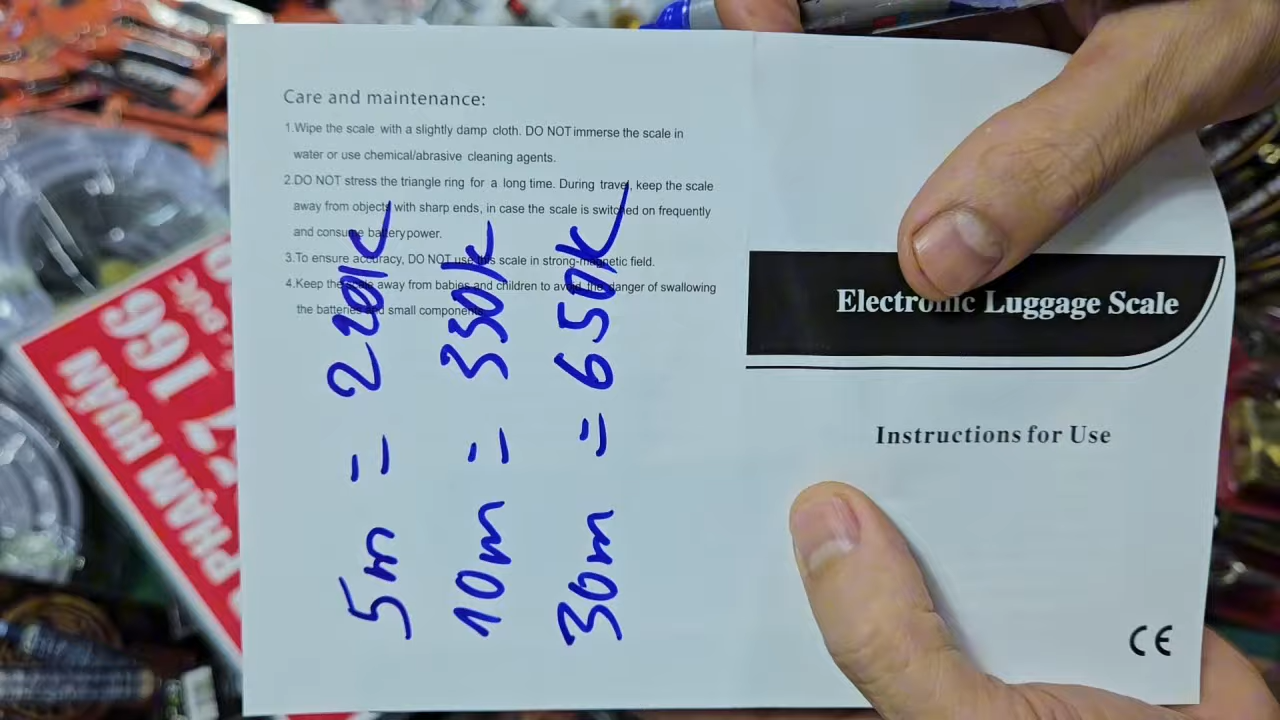 Care and maintenance:
1.Wipe the scale with a slightly damp cloth. DO NOT immerse the scale in
water or use chemical/abrasive cleaning agents.
2.DO NOT stress the triangle ring for a long time. During travel, keep the scale
away from objects with sharp ends, in case the scale is switched on frequently
and consume battery power.
3.To ensure accuracy, DO NOT use this scale in strong-magnetic field.
4.Keep the scale away from babies and children to avoid the danger of swallowing
the batteries and small components.
5m = 220K
10m = 330K
30m = 650K
Electronic Luggage Scale
Instructions for Use
CE
PHẠM HUÂN
57 166
ĐỨC